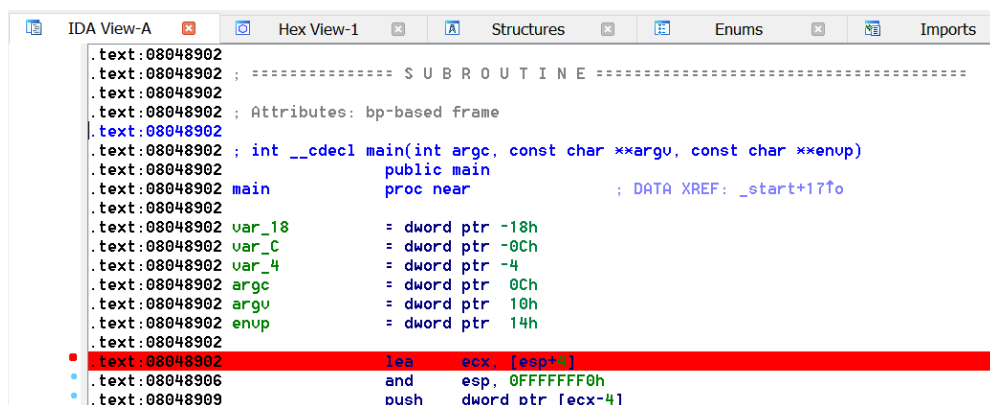 IDA View-A Hex View-1 Structures Enums Imports
.text:08048902
.text:08048902 ; =============== S U B R O U T I N E =======================================
.text:08048902
.text:08048902 ; Attributes: bp-based frame
.text:08048902
.text:08048902 ; int __cdecl main(int argc, const char **argv, const char **envp)
.text:08048902 public main
.text:08048902 main proc near ; DATA XREF: _start+17↑o
.text:08048902
.text:08048902 var_18 = dword ptr -18h
.text:08048902 var_C = dword ptr -0Ch
.text:08048902 var_4 = dword ptr -4
.text:08048902 argc = dword ptr 0Ch
.text:08048902 argv = dword ptr 10h
.text:08048902 envp = dword ptr 14h
.text:08048902
.text:08048902 lea ecx, [esp+4]
.text:08048906 and esp, 0FFFFFFF0h
.text:08048909 push dword ptr [ecx-4]